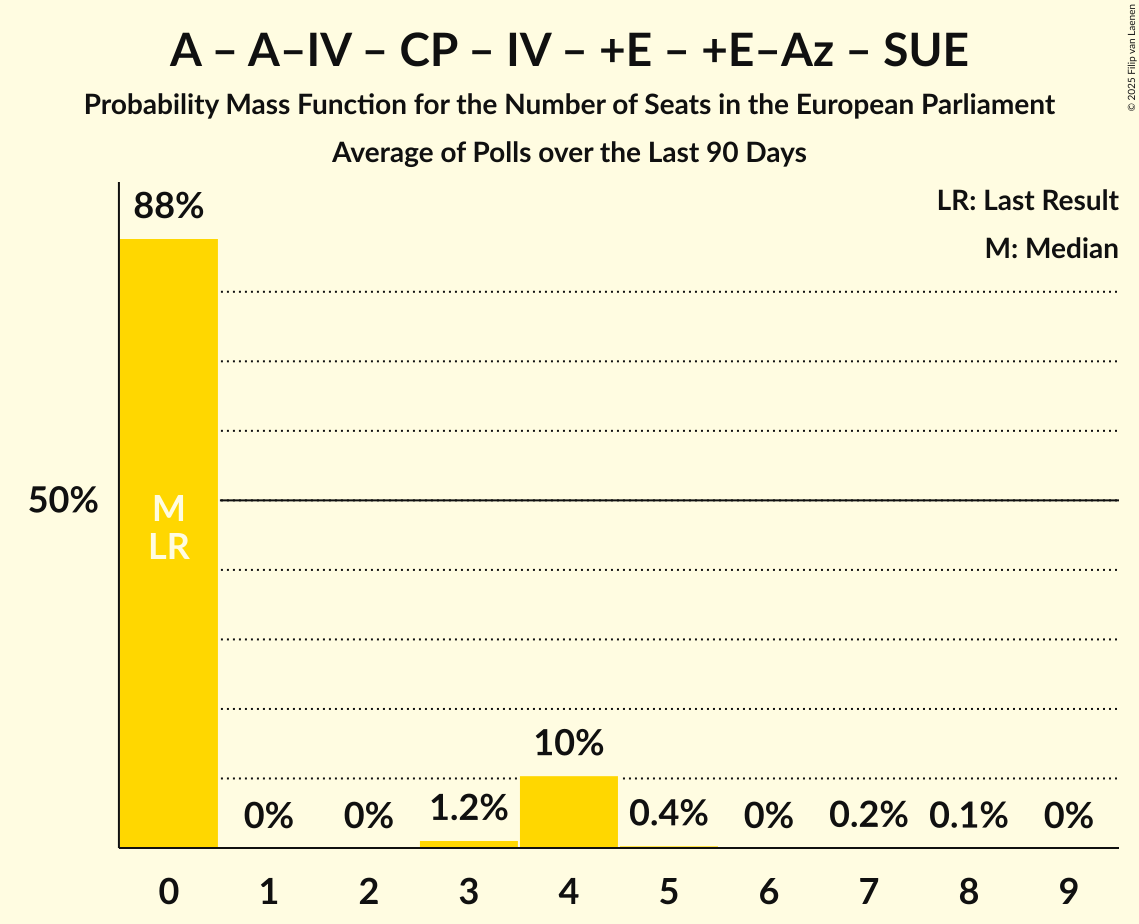 A – A–IV – CP – IV – +E – +E–Az – SUE
Probability Mass Function for the Number of Seats in the European Parliament
Average of Polls over the Last 90 Days
© 2025 Filip van Laenen
LR: Last Result
M: Median
88%
50%
M
LR
10%
0% 0% 1.2% 0.4% 0% 0.2% 0.1% 0%
0 1 2 3 4 5 6 7 8 9